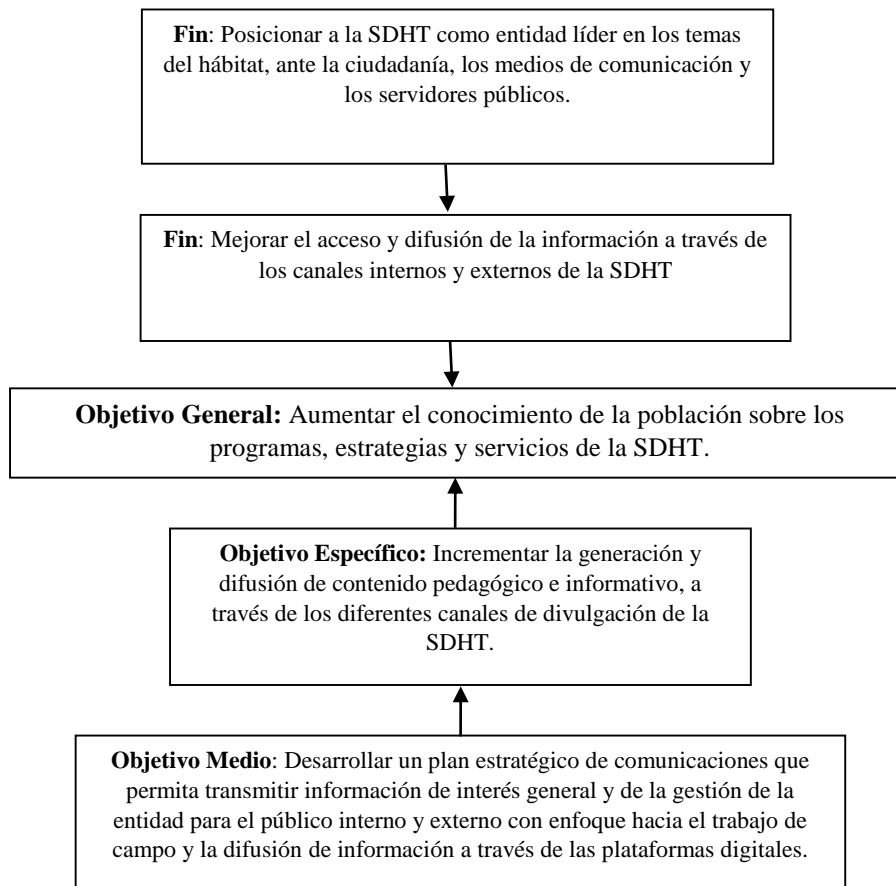 Fin: Posicionar a la SDHT como entidad líder en los temas
del hábitat, ante la ciudadanía, los medios de comunicación y
los servidores públicos.
Fin: Mejorar el acceso y difusión de la información a través de
los canales internos y externos de la SDHT
Objetivo General: Aumentar el conocimiento de la población sobre los
programas, estrategias y servicios de la SDHT.
Objetivo Específico: Incrementar la generación y
difusión de contenido pedagógico e informativo, a
través de los diferentes canales de divulgación de la
SDHT.
Objetivo Medio: Desarrollar un plan estratégico de comunicaciones que
permita transmitir información de interés general y de la gestión de la
entidad para el público interno y externo con enfoque hacia el trabajo de
campo y la difusión de información a través de las plataformas digitales.